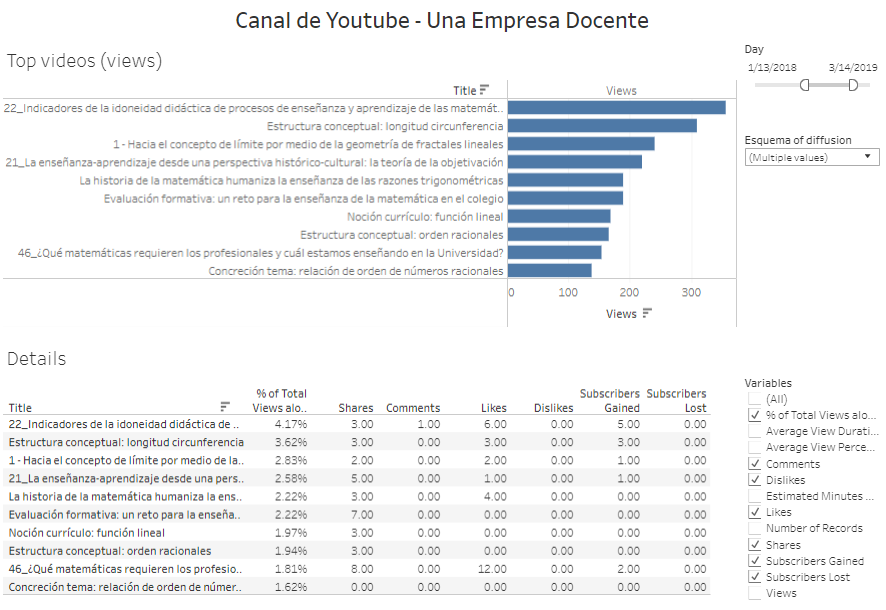 Canal de Youtube - Una Empresa Docente
Top videos (views)
Title Views
22_Indicadores de la idoneidad didáctica de procesos de enseñanza y aprendizaje de las matemát..
Estructura conceptual: longitud circunferencia
1 - Hacia el concepto de límite por medio de la geometría de fractales lineales
21_La enseñanza-aprendizaje desde una perspectiva histórico-cultural: la teoría de la objetivación
La historia de la matemática humaniza la enseñanza de las razones trigonométricas
Evaluación formativa: un reto para la enseñanza de la matemática en el colegio
Noción currículo: función lineal
Estructura conceptual: orden racionales
46_¿Qué matemáticas requieren los profesionales y cuál estamos enseñando en la Universidad?
Concreción tema: relación de orden de números racionales
0 100 200 300
Views
Day
1/13/2018 3/14/2019
Esquema of diffusion
(Multiple values)
Details
Title % of Total Views alo.. Shares Comments Likes Dislikes Subscribers Gained Subscribers Lost
22_Indicadores de la idoneidad didáctica de .. 4.17% 3.00 1.00 6.00 0.00 5.00 0.00
Estructura conceptual: longitud circunferencia 3.62% 3.00 0.00 3.00 0.00 3.00 0.00
1 - Hacia el concepto de límite por medio de la.. 2.83% 2.00 0.00 2.00 0.00 1.00 0.00
21_La enseñanza-aprendizaje desde una pers.. 2.58% 5.00 0.00 1.00 0.00 1.00 0.00
La historia de la matemática humaniza la ens.. 2.22% 3.00 0.00 4.00 0.00 0.00 0.00
Evaluación formativa: un reto para la enseña.. 2.22% 7.00 0.00 0.00 0.00 0.00 0.00
Noción currículo: función lineal 1.97% 3.00 0.00 0.00 0.00 0.00 0.00
Estructura conceptual: orden racionales 1.94% 3.00 0.00 0.00 0.00 0.00 0.00
46_¿Qué matemáticas requieren los profesio.. 1.81% 8.00 0.00 12.00 0.00 2.00 0.00
Concreción tema: relación de orden de númer.. 1.62% 0.00 0.00 0.00 0.00 0.00 0.00
Variables
(All)
% of Total Views alo...
Average View Durati...
Average View Perce...
Comments
Dislikes
Estimated Minutes ...
Likes
Number of Records
Shares
Subscribers Gained
Subscribers Lost
Views